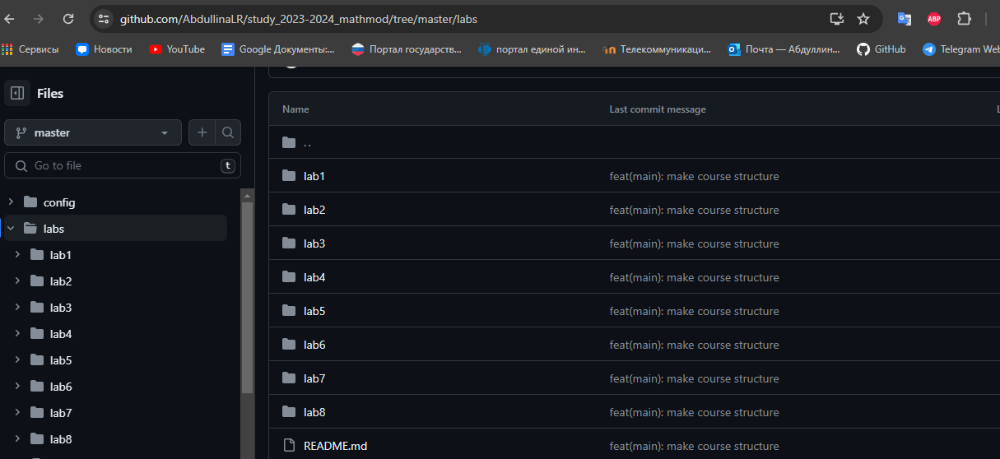 github.com/AbdullinaLR/study_2023-2024_mathmod/tree/master/labs
Сервисы Новости YouTube Google Документы:... Портал государств... портал единой ин... Телекоммуникаци... Почта — Абдуллин... GitHub Telegram Web
Files
master
Go to file t
config
labs
lab1
lab2
lab3
lab4
lab5
lab6
lab7
lab8
Name Last commit message
..
lab1 feat(main): make course structure
lab2 feat(main): make course structure
lab3 feat(main): make course structure
lab4 feat(main): make course structure
lab5 feat(main): make course structure
lab6 feat(main): make course structure
lab7 feat(main): make course structure
lab8 feat(main): make course structure
README.md feat(main): make course structure